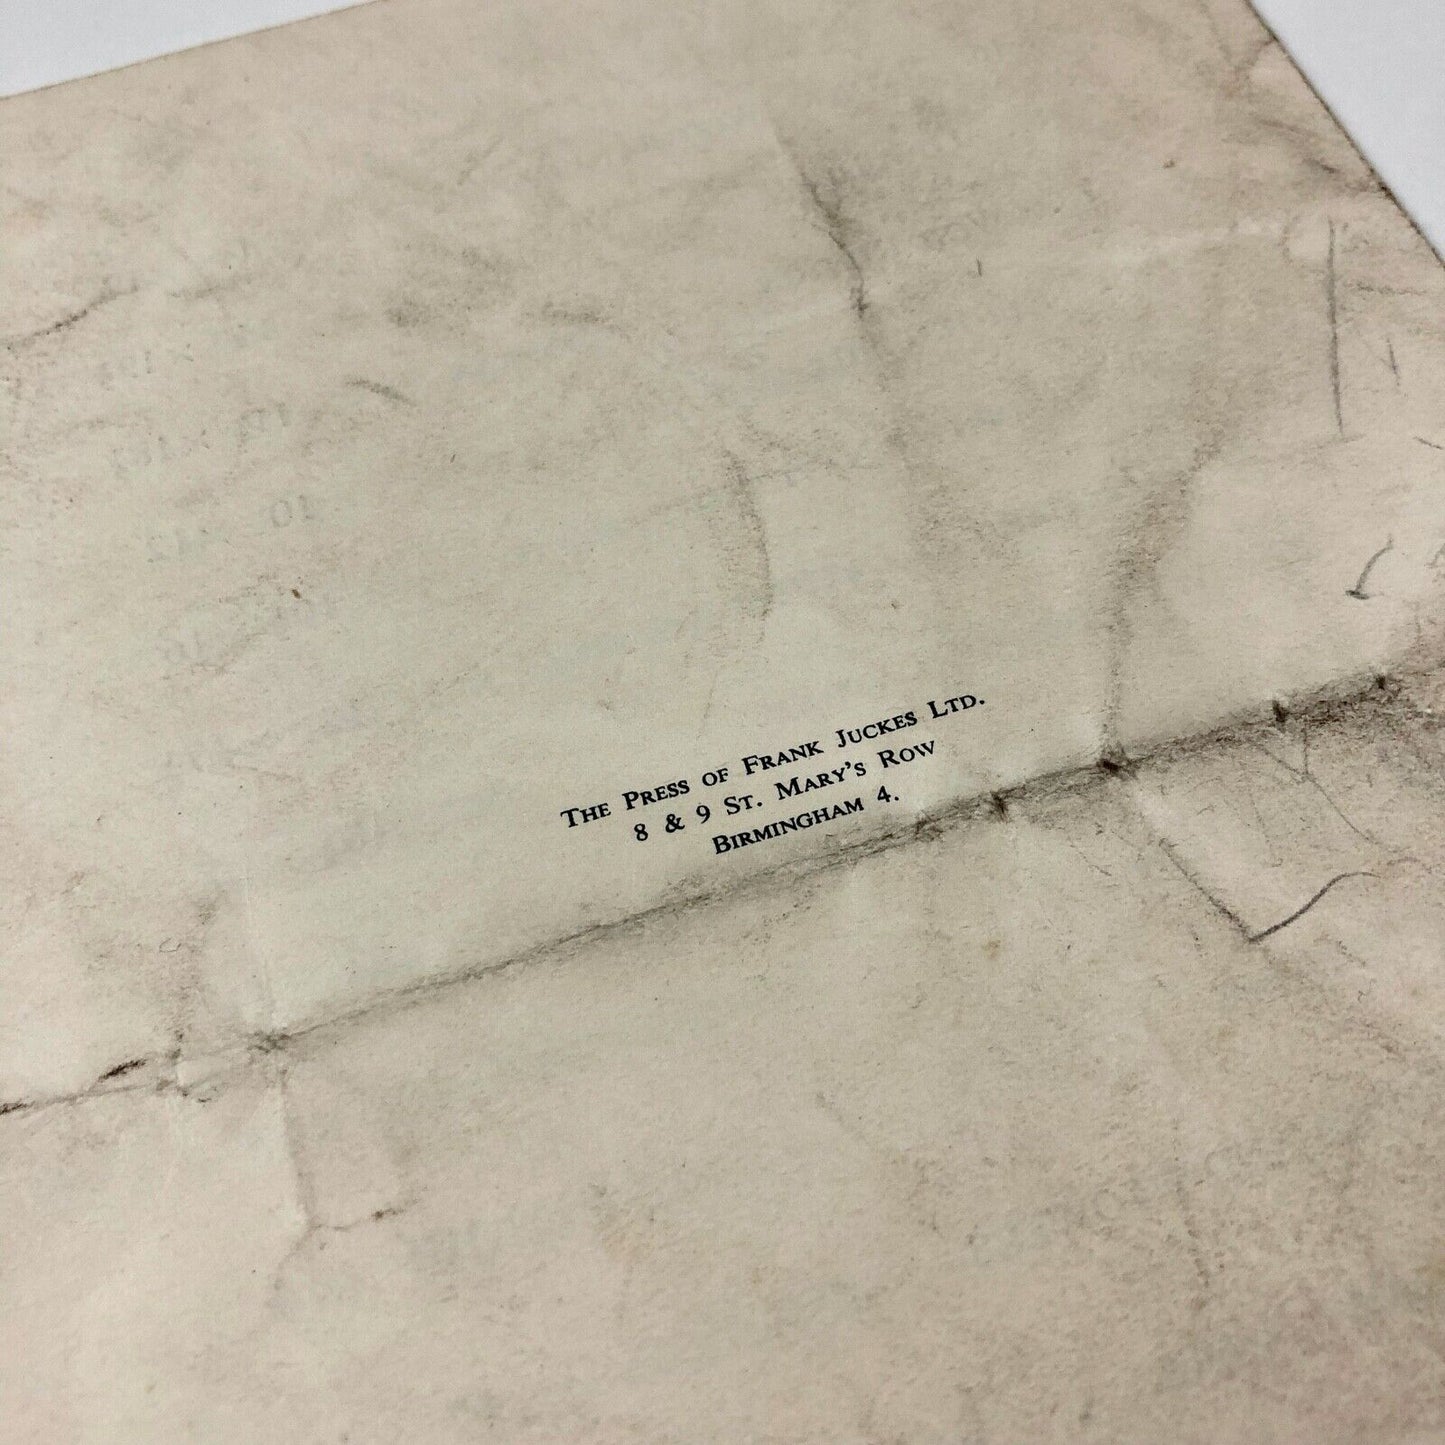 The Press of Frank Juckes Ltd.
8 & 9 St. Mary's Row
Birmingham 4.